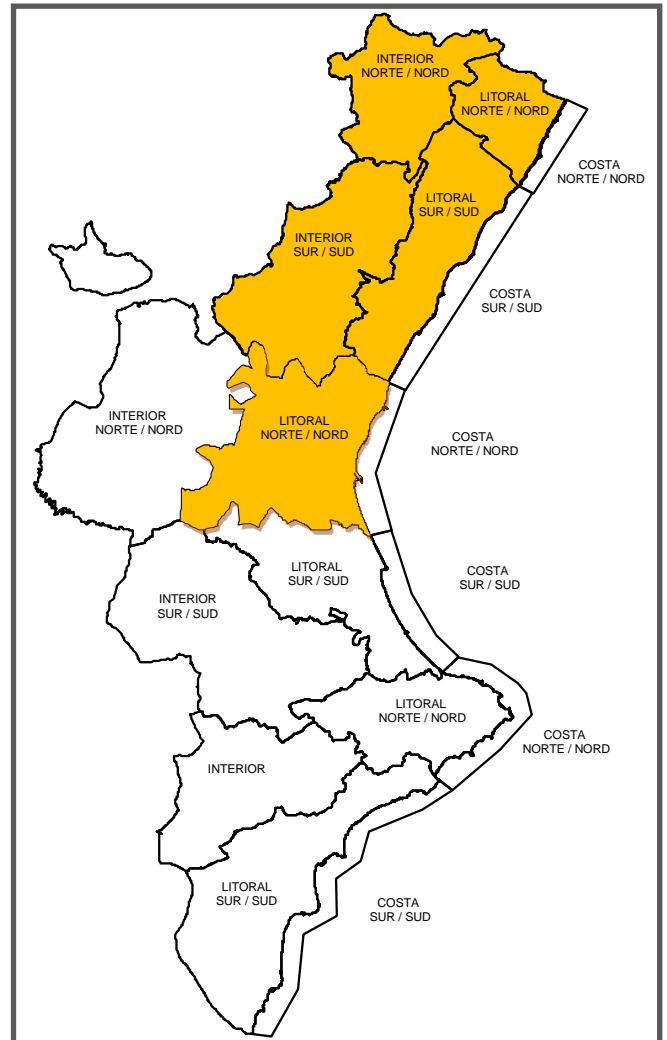 INTERIOR
NORTE / NORD
LITORAL
NORTE / NORD
COSTA
NORTE / NORD
LITORAL
SUR / SUD
INTERIOR
SUR / SUD
COSTA
SUR / SUD
INTERIOR
NORTE / NORD
LITORAL
NORTE / NORD
COSTA
NORTE / NORD
LITORAL
SUR / SUD
COSTA
SUR / SUD
INTERIOR
SUR / SUD
LITORAL
NORTE / NORD
COSTA
NORTE / NORD
INTERIOR
LITORAL
SUR / SUD
COSTA
SUR / SUD